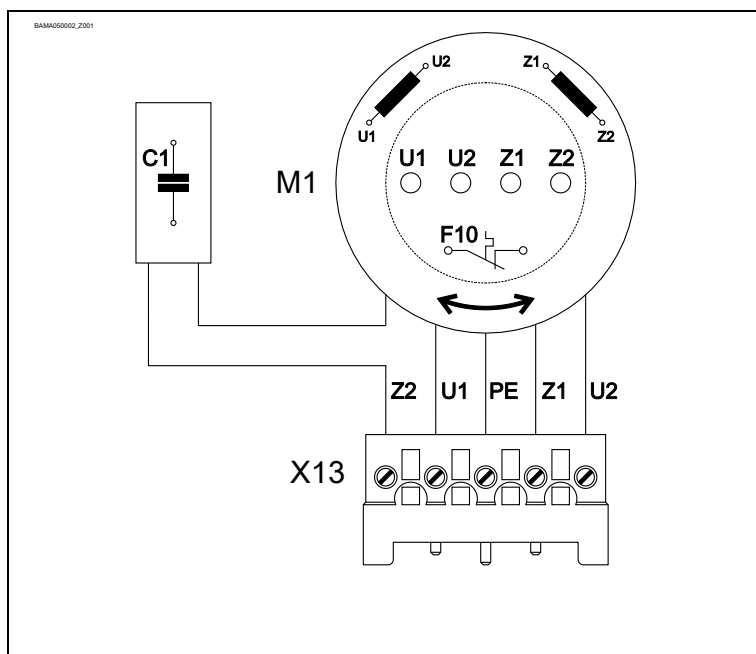 BAMA050002_Z001
U2
Z1
U1
Z2
C1
M1
U1 U2 Z1 Z2
F10
Z2 U1 PE Z1 U2
X13